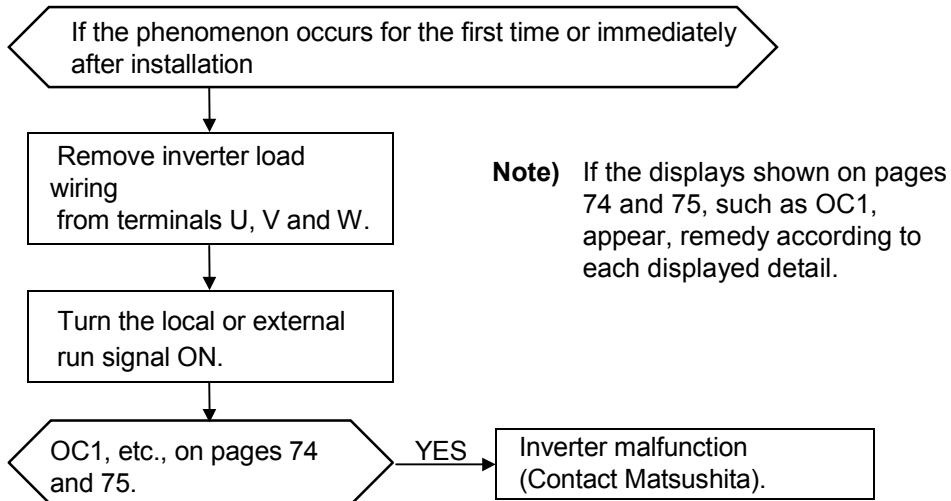 If the phenomenon occurs for the first time or immediately
after installation
Remove inverter load
wiring
from terminals U, V and W.
Note) If the displays shown on pages
74 and 75, such as OC1,
appear, remedy according to
each displayed detail.
Turn the local or external
run signal ON.
OC1, etc., on pages 74
and 75.
YES
Inverter malfunction
(Contact Matsushita).